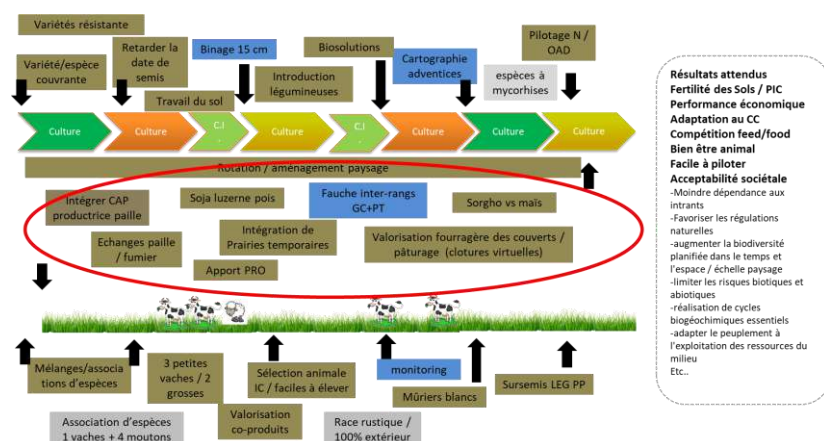 Variétés résistante
Variété/espèce
couvrante
Retarder la
date de
semis
Travail du sol
Binage 15 cm
Introduction
légumineuses
Biosolutions
Cartographie
adventices
espèces à
mycorhises
Pilotage N /
OAD
Culture
Culture
C.I
.
Culture
C.I
.
Culture
Culture
Culture
Rotation / aménagement paysage
Intégrer CAP
productrice paille
Soja luzerne pois
Fauche inter-rangs
GC+PT
Sorgho vs maïs
Echanges paille
/ fumier
Intégration de
Prairies temporaires
Valorisation fourragère des couverts /
pâturage (clotures virtuelles)
Apport PRO
Mélanges/associa
tions d'espèces
3 petites
vaches / 2
grosses
Sélection animale
IC / faciles à élever
monitoring
Mûriers blancs
Sursemis LEG PP
Association d'espèces
1 vaches + 4 moutons
Valorisation
co-produits
Race rustique /
100% extérieur
Résultats attendus
Fertilité des Sols / PIC
Performance économique
Adaptation au CC
Compétition feed/food
Bien être animal
Facile à piloter
Acceptabilité sociétale
-Moindre dépendance aux
intrants
-Favoriser les régulations
naturelles
-augmenter la biodiversité
planifiée dans le temps et
l'espace / échelle paysage
-limiter les risques biotiques et
abiotiques
-réalisation de cycles
biogéochimiques essentiels
-adapter le peuplement à
l'exploitation des ressources du
milieu
Etc..